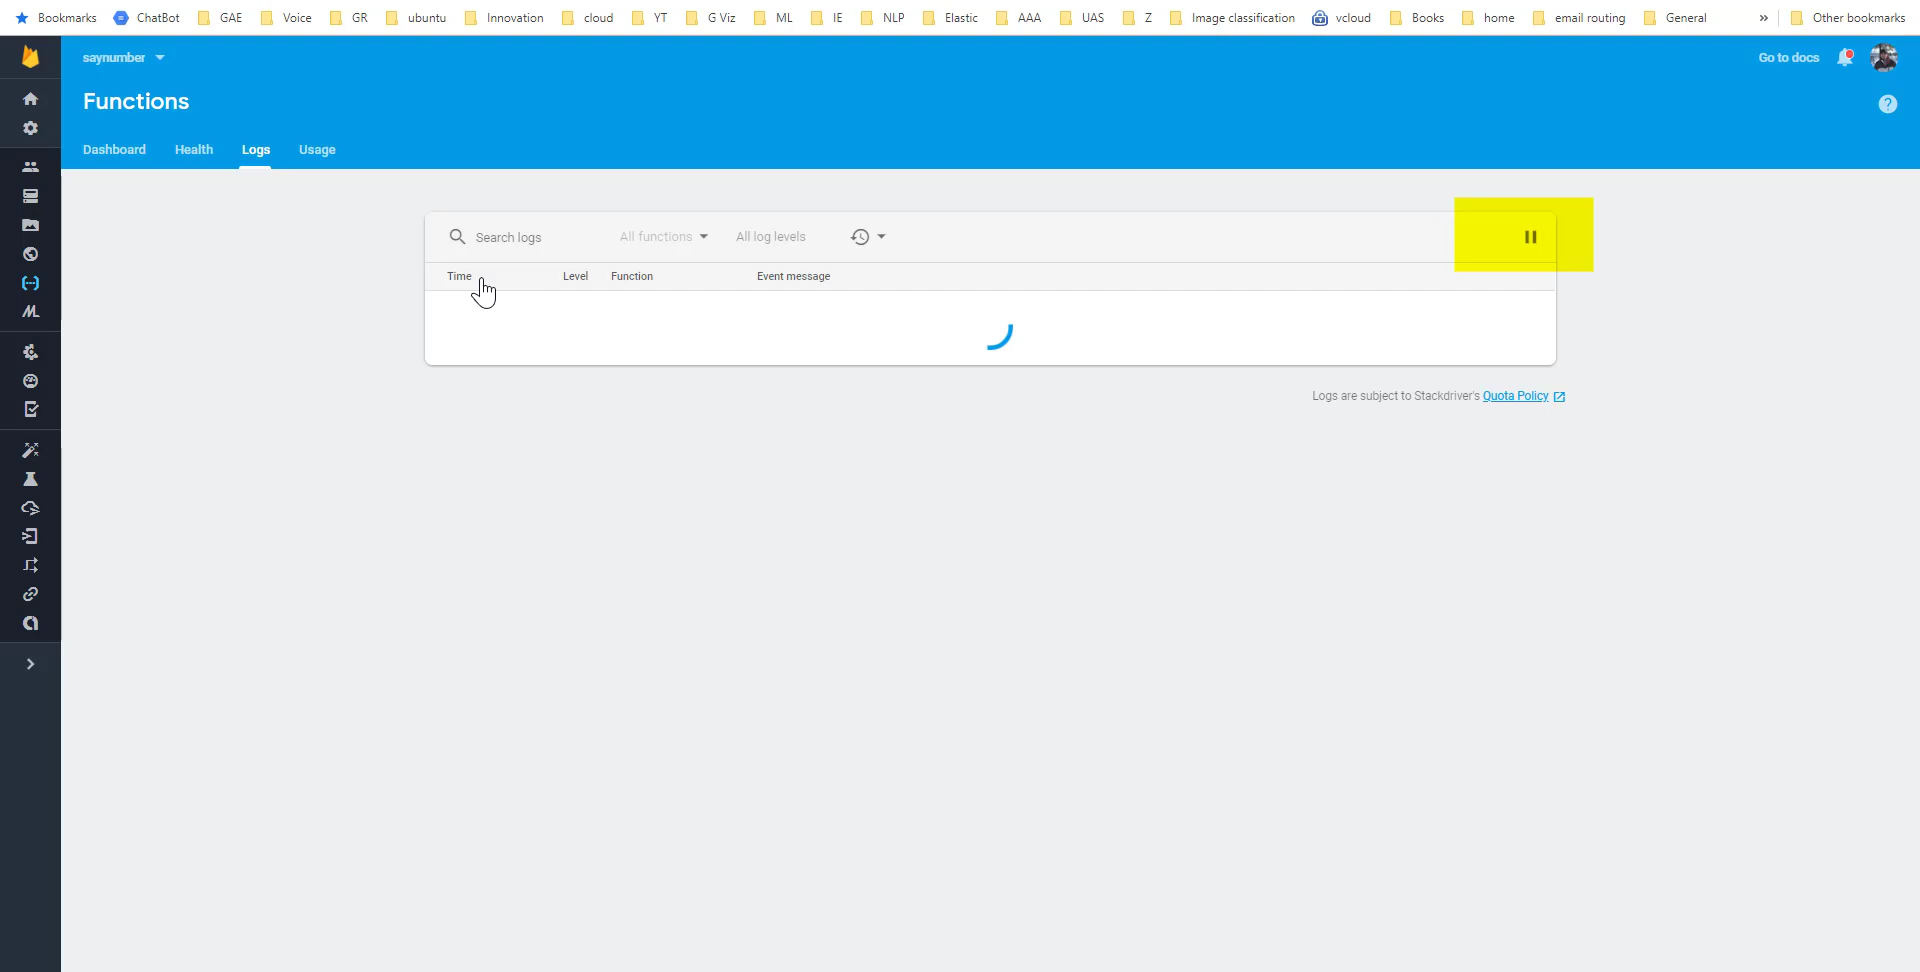 Bookmarks ChatBot GAE Voice GR ubuntu Innovation cloud YT G Viz ML IE NLP Elastic AAA UAS Z Image classification vcloud Books home email routing General » Other bookmarks
saynumber Go to docs
Functions
?
Dashboard Health Logs Usage
Search logs All functions All log levels
Time Level Function Event message
Logs are subject to Stackdriver's Quota Policy